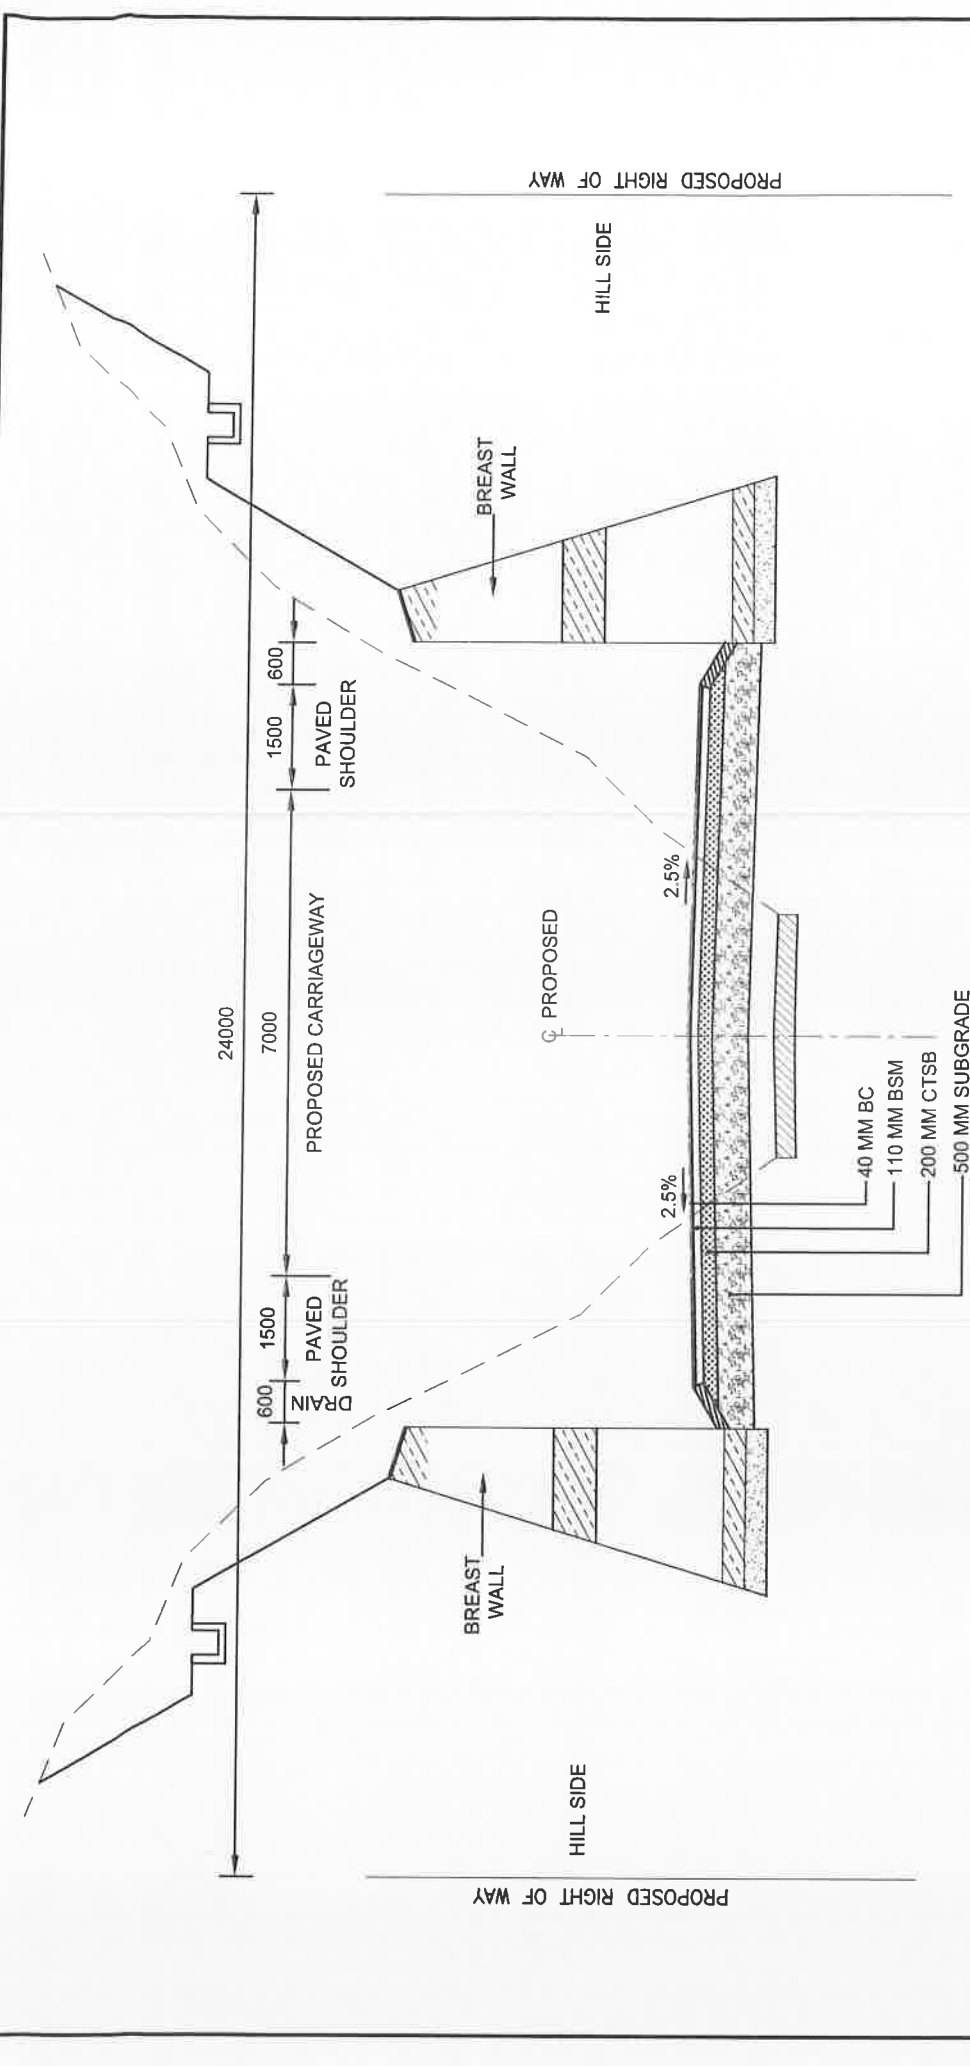 24000
600
1500
7000
1500
600
DRAIN
PAVED
SHOULDER
PROPOSED CARRIAGEWAY
PAVED
SHOULDER
PROPOSED RIGHT OF WAY
HILL SIDE
BREAST
WALL
℄ PROPOSED
BREAST
WALL
HILL SIDE
PROPOSED RIGHT OF WAY
2.5%
2.5%
40 MM BC
110 MM BSM
200 MM CTSB
500 MM SUBGRADE